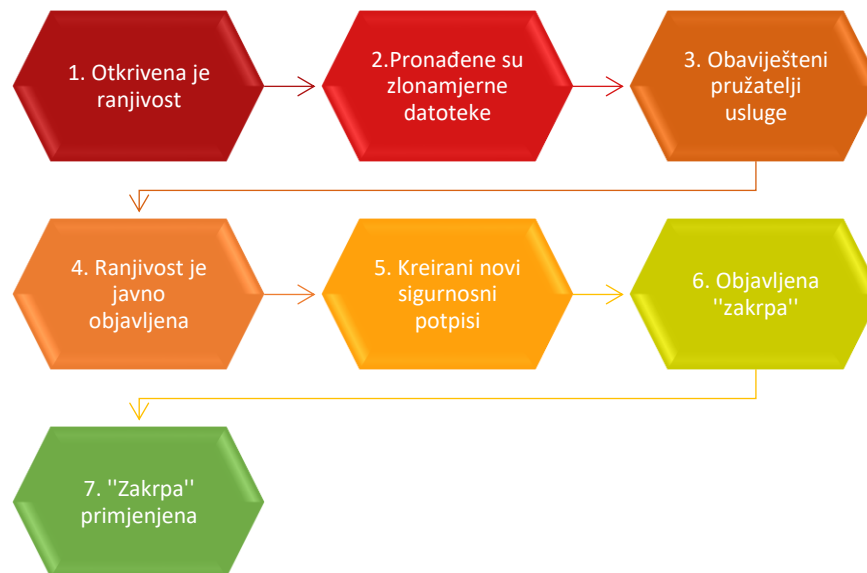 1. Otkrivena je
ranjivost
2.Pronađene su
zlonamjerne
datoteke
3. Obaviješteni
pružatelji
usluge
4. Ranjivost je
javno
objavljena
5. Kreirani novi
sigurnosni
potpisi
6. Objavljena
''zakrpa''
7. ''Zakrpa''
primjenjena